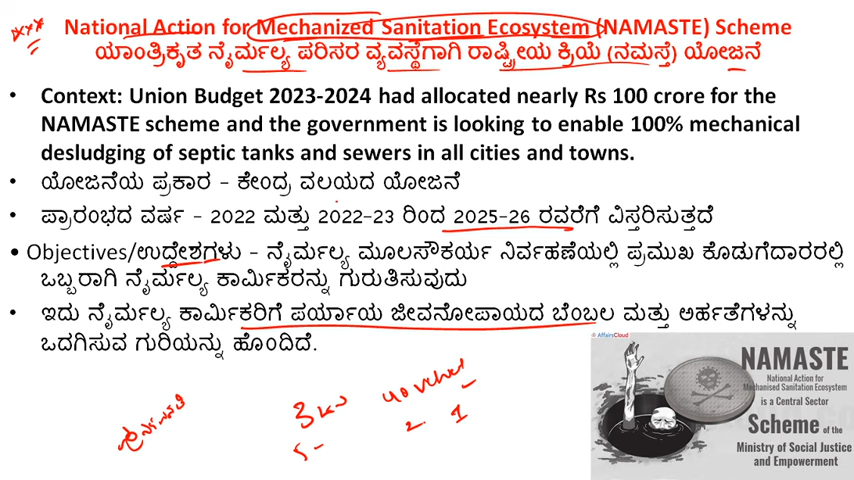 National Action for Mechanized Sanitation Ecosystem (NAMASTE) Scheme
ಯಾಂತ್ರಿಕೃತ ನೈರ್ಮಲ್ಯ ಪರಿಸರ ವ್ಯವಸ್ಥೆಗಾಗಿ ರಾಷ್ಟ್ರೀಯ ಕ್ರಿಯೆ (ನಮಸ್ತೆ) ಯೋಜನೆ
• Context: Union Budget 2023-2024 had allocated nearly Rs 100 crore for the
NAMASTE scheme and the government is looking to enable 100% mechanical
desludging of septic tanks and sewers in all cities and towns.
• ಯೋಜನೆಯ ಪ್ರಕಾರ – ಕೇಂದ್ರ ವಲಯದ ಯೋಜನೆ
• ಪ್ರಾರಂಭದ ವರ್ಷ - 2022 ಮತ್ತು 2022-23 ರಿಂದ 2025-26 ರವರೆಗೆ ವಿಸ್ತರಿಸುತ್ತದೆ
• Objectives/ಉದ್ದೇಶಗಳು – ನೈರ್ಮಲ್ಯ ಮೂಲಸೌಕರ್ಯ ನಿರ್ವಹಣೆಯಲ್ಲಿ ಪ್ರಮುಖ ಕೊಡುಗೆದಾರರಲ್ಲಿ
ಒಬ್ಬರಾಗಿ ನೈರ್ಮಲ್ಯ ಕಾರ್ಮಿಕರನ್ನು ಗುರುತಿಸುವುದು
• ಇದು ನೈರ್ಮಲ್ಯ ಕಾರ್ಮಿಕರಿಗೆ ಪರ್ಯಾಯ ಜೀವನೋಪಾಯದ ಬೆಂಬಲ ಮತ್ತು ಅರ್ಹತೆಗಳನ್ನು
ಒದಗಿಸುವ ಗುರಿಯನ್ನು ಹೊಂದಿದೆ.
AffairsCloud
NAMASTE
National Action for
Mechanised Sanitation Ecosystem
is a Central Sector
Scheme of the
Ministry of Social Justice
and Empowerment